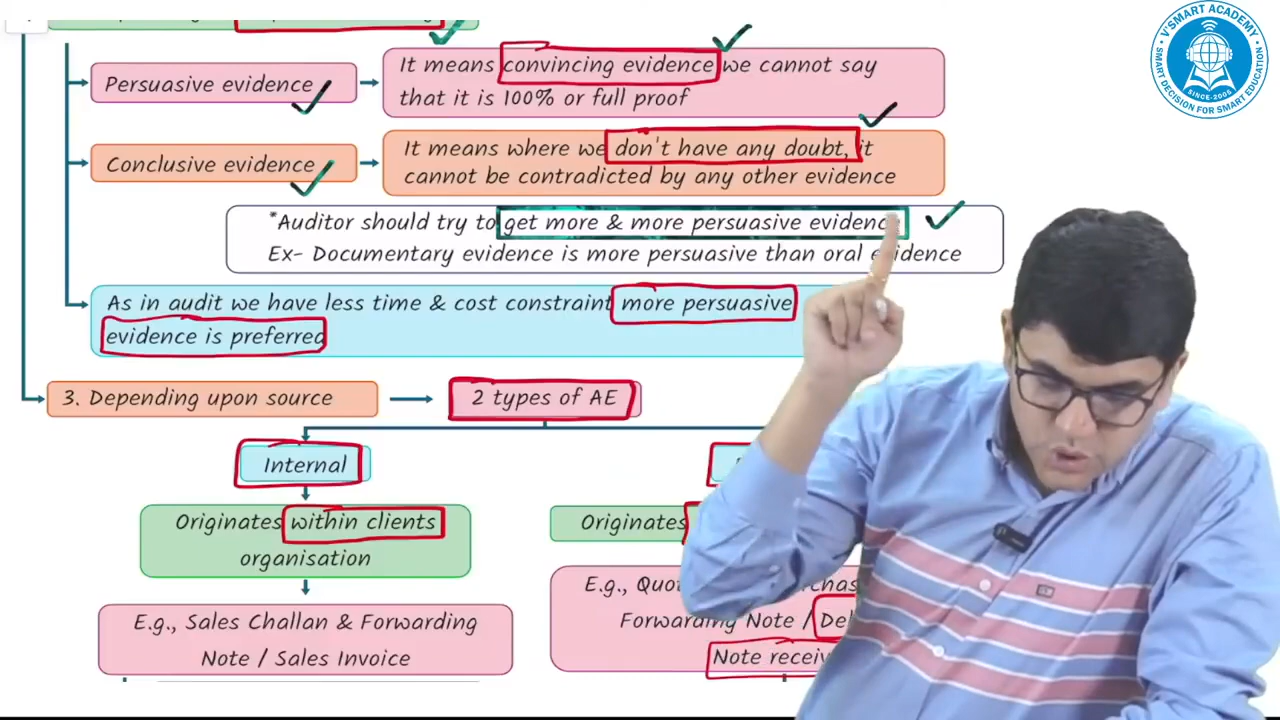 V'SMART ACADEMY
SINCE-2005
SMART DECISION FOR SMART EDUCATION
Persuasive evidence
It means convincing evidence we cannot say
that it is 100% or full proof
Conclusive evidence
It means where we don't have any doubt, it
cannot be contradicted by any other evidence
*Auditor should try to get more & more persuasive evidence
Ex- Documentary evidence is more persuasive than oral evidence
As in audit we have less time & cost constraint more persuasive
evidence is preferred
3. Depending upon source
2 types of AE
Internal
Originates within clients
organisation
Originates
E.g., Sales Challan & Forwarding
Note / Sales Invoice
E.g.,
Forwarding Note /
Note